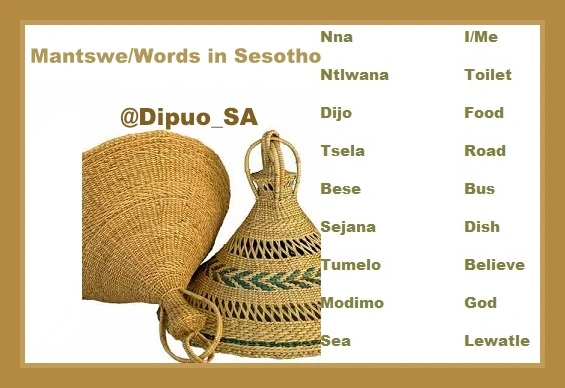 Mantswe/Words in Sesotho
@Dipuo_SA
Nna I/Me
Ntlwana Toilet
Dijo Food
Tsela Road
Bese Bus
Sejana Dish
Tumelo Believe
Modimo God
Sea Lewatle